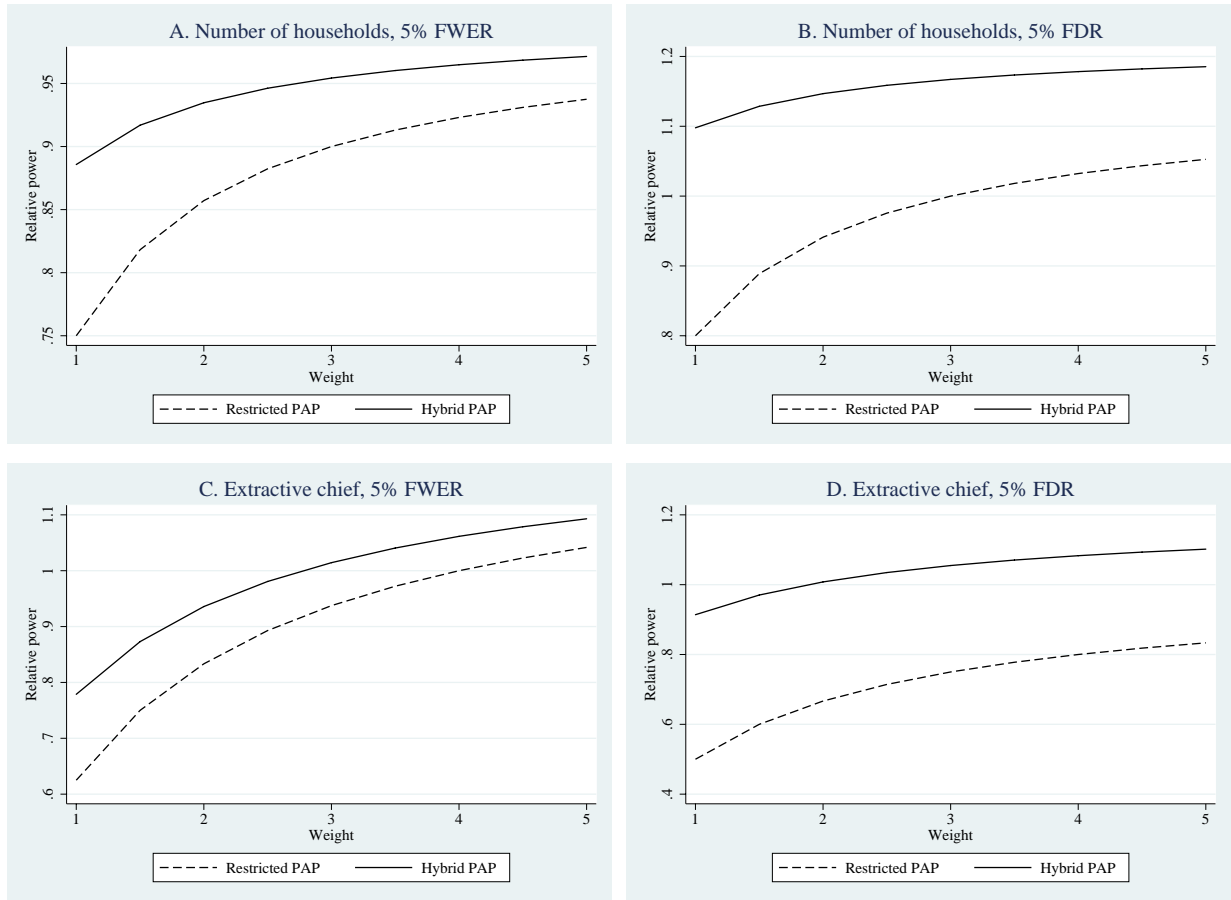 A. Number of households, 5% FWER
Relative power
.95
.9
.85
.8
.75
1 2 3 4 5
Weight
Restricted PAP Hybrid PAP
B. Number of households, 5% FDR
Relative power
1.2
1.1
1
.9
.8
1 2 3 4 5
Weight
Restricted PAP Hybrid PAP
C. Extractive chief, 5% FWER
Relative power
1.1
1
.9
.8
.7
.6
1 2 3 4 5
Weight
Restricted PAP Hybrid PAP
D. Extractive chief, 5% FDR
Relative power
1.2
1
.8
.6
.4
1 2 3 4 5
Weight
Restricted PAP Hybrid PAP